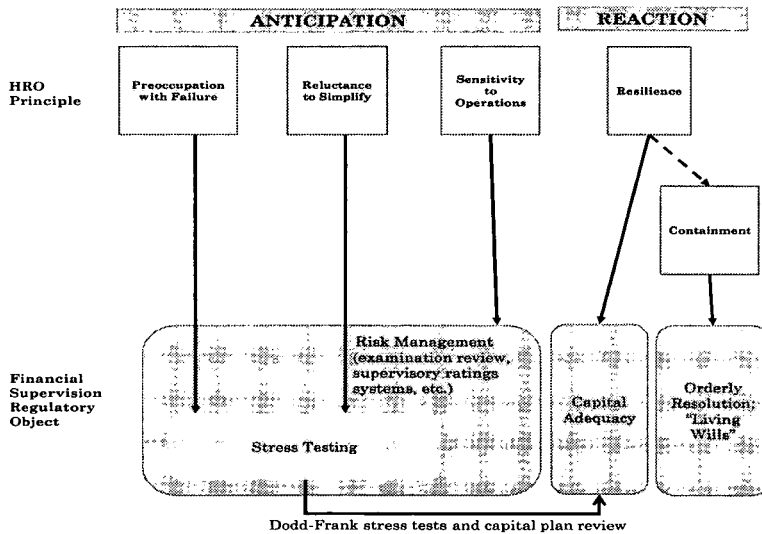 ANTICIPATION
REACTION
HRO
Principle
Preoccupation
with Failure
Reluctance
to Simplify
Sensitivity
to
Operations
Resilience
Containment
Financial
Supervision
Regulatory
Object
Risk Management
(examination review,
supervisory ratings
systems, etc.)
Stress Testing
Capital
Adequacy
Orderly
Resolution;
"Living
Wills"
Dodd-Frank stress tests and capital plan review